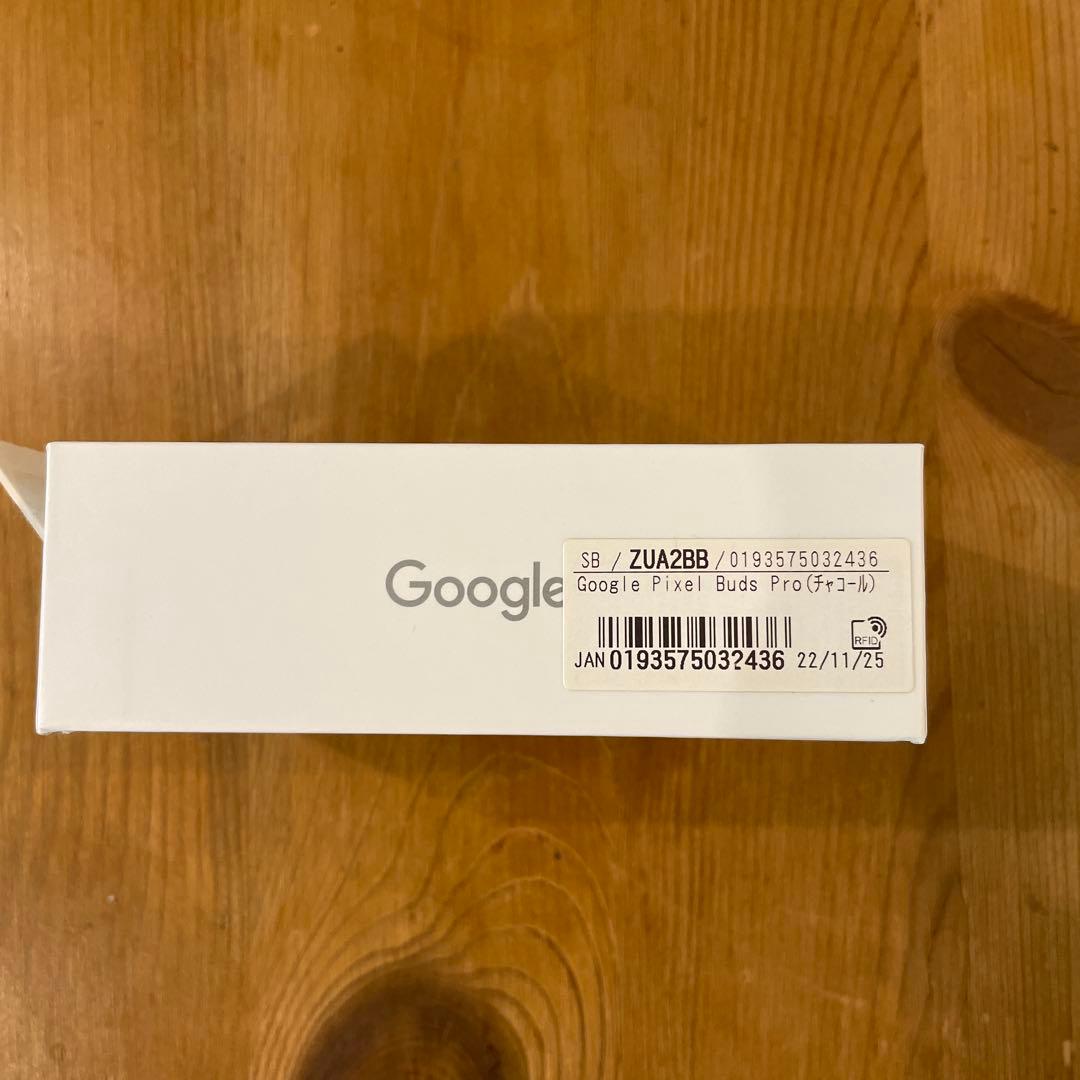 Google
SB / ZUA2BB / 0193575032436
Google Pixel Buds Pro(チャコール)
RFID
JAN 0193575032436 22/11/25